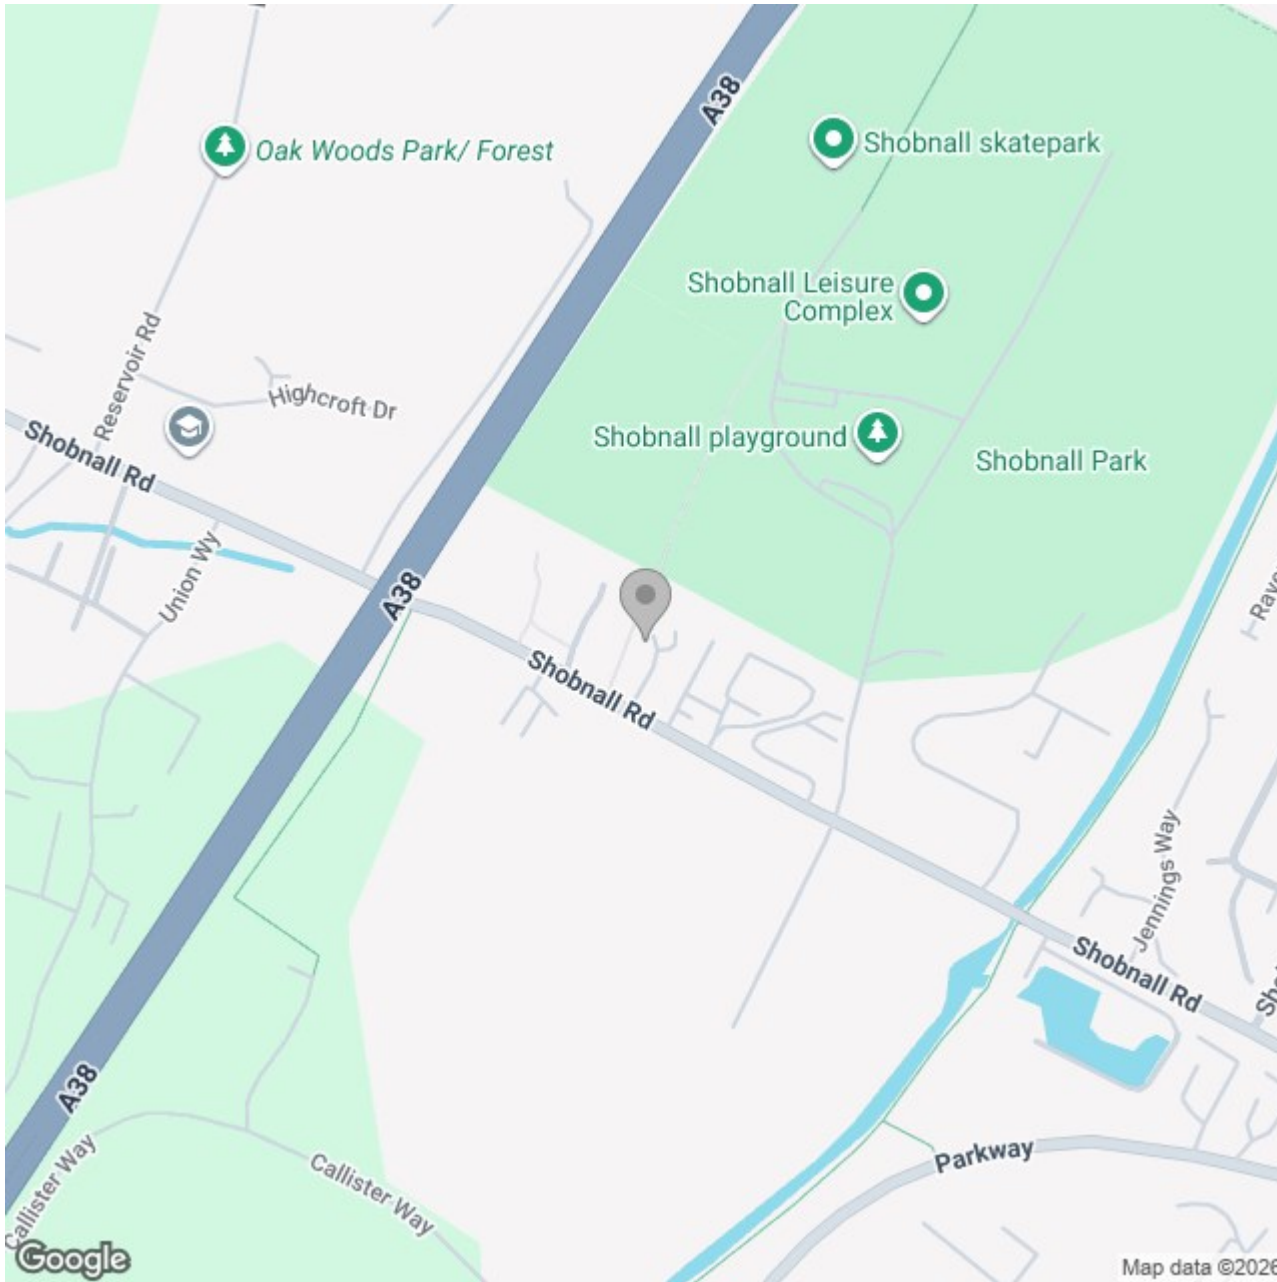 A38
Shobnall skatepark
Oak Woods Park/ Forest
Shobnall Leisure
Complex
Reservoir Rd
Highcroft Dr
Shobnall playground
Shobnall Park
Shobnall Rd
Union Wy
A38
Shobnall Rd
Jennings Way
Shobnall Rd
A38
Parkway
Callister Way
Callister Way
Google
Map data ©2026